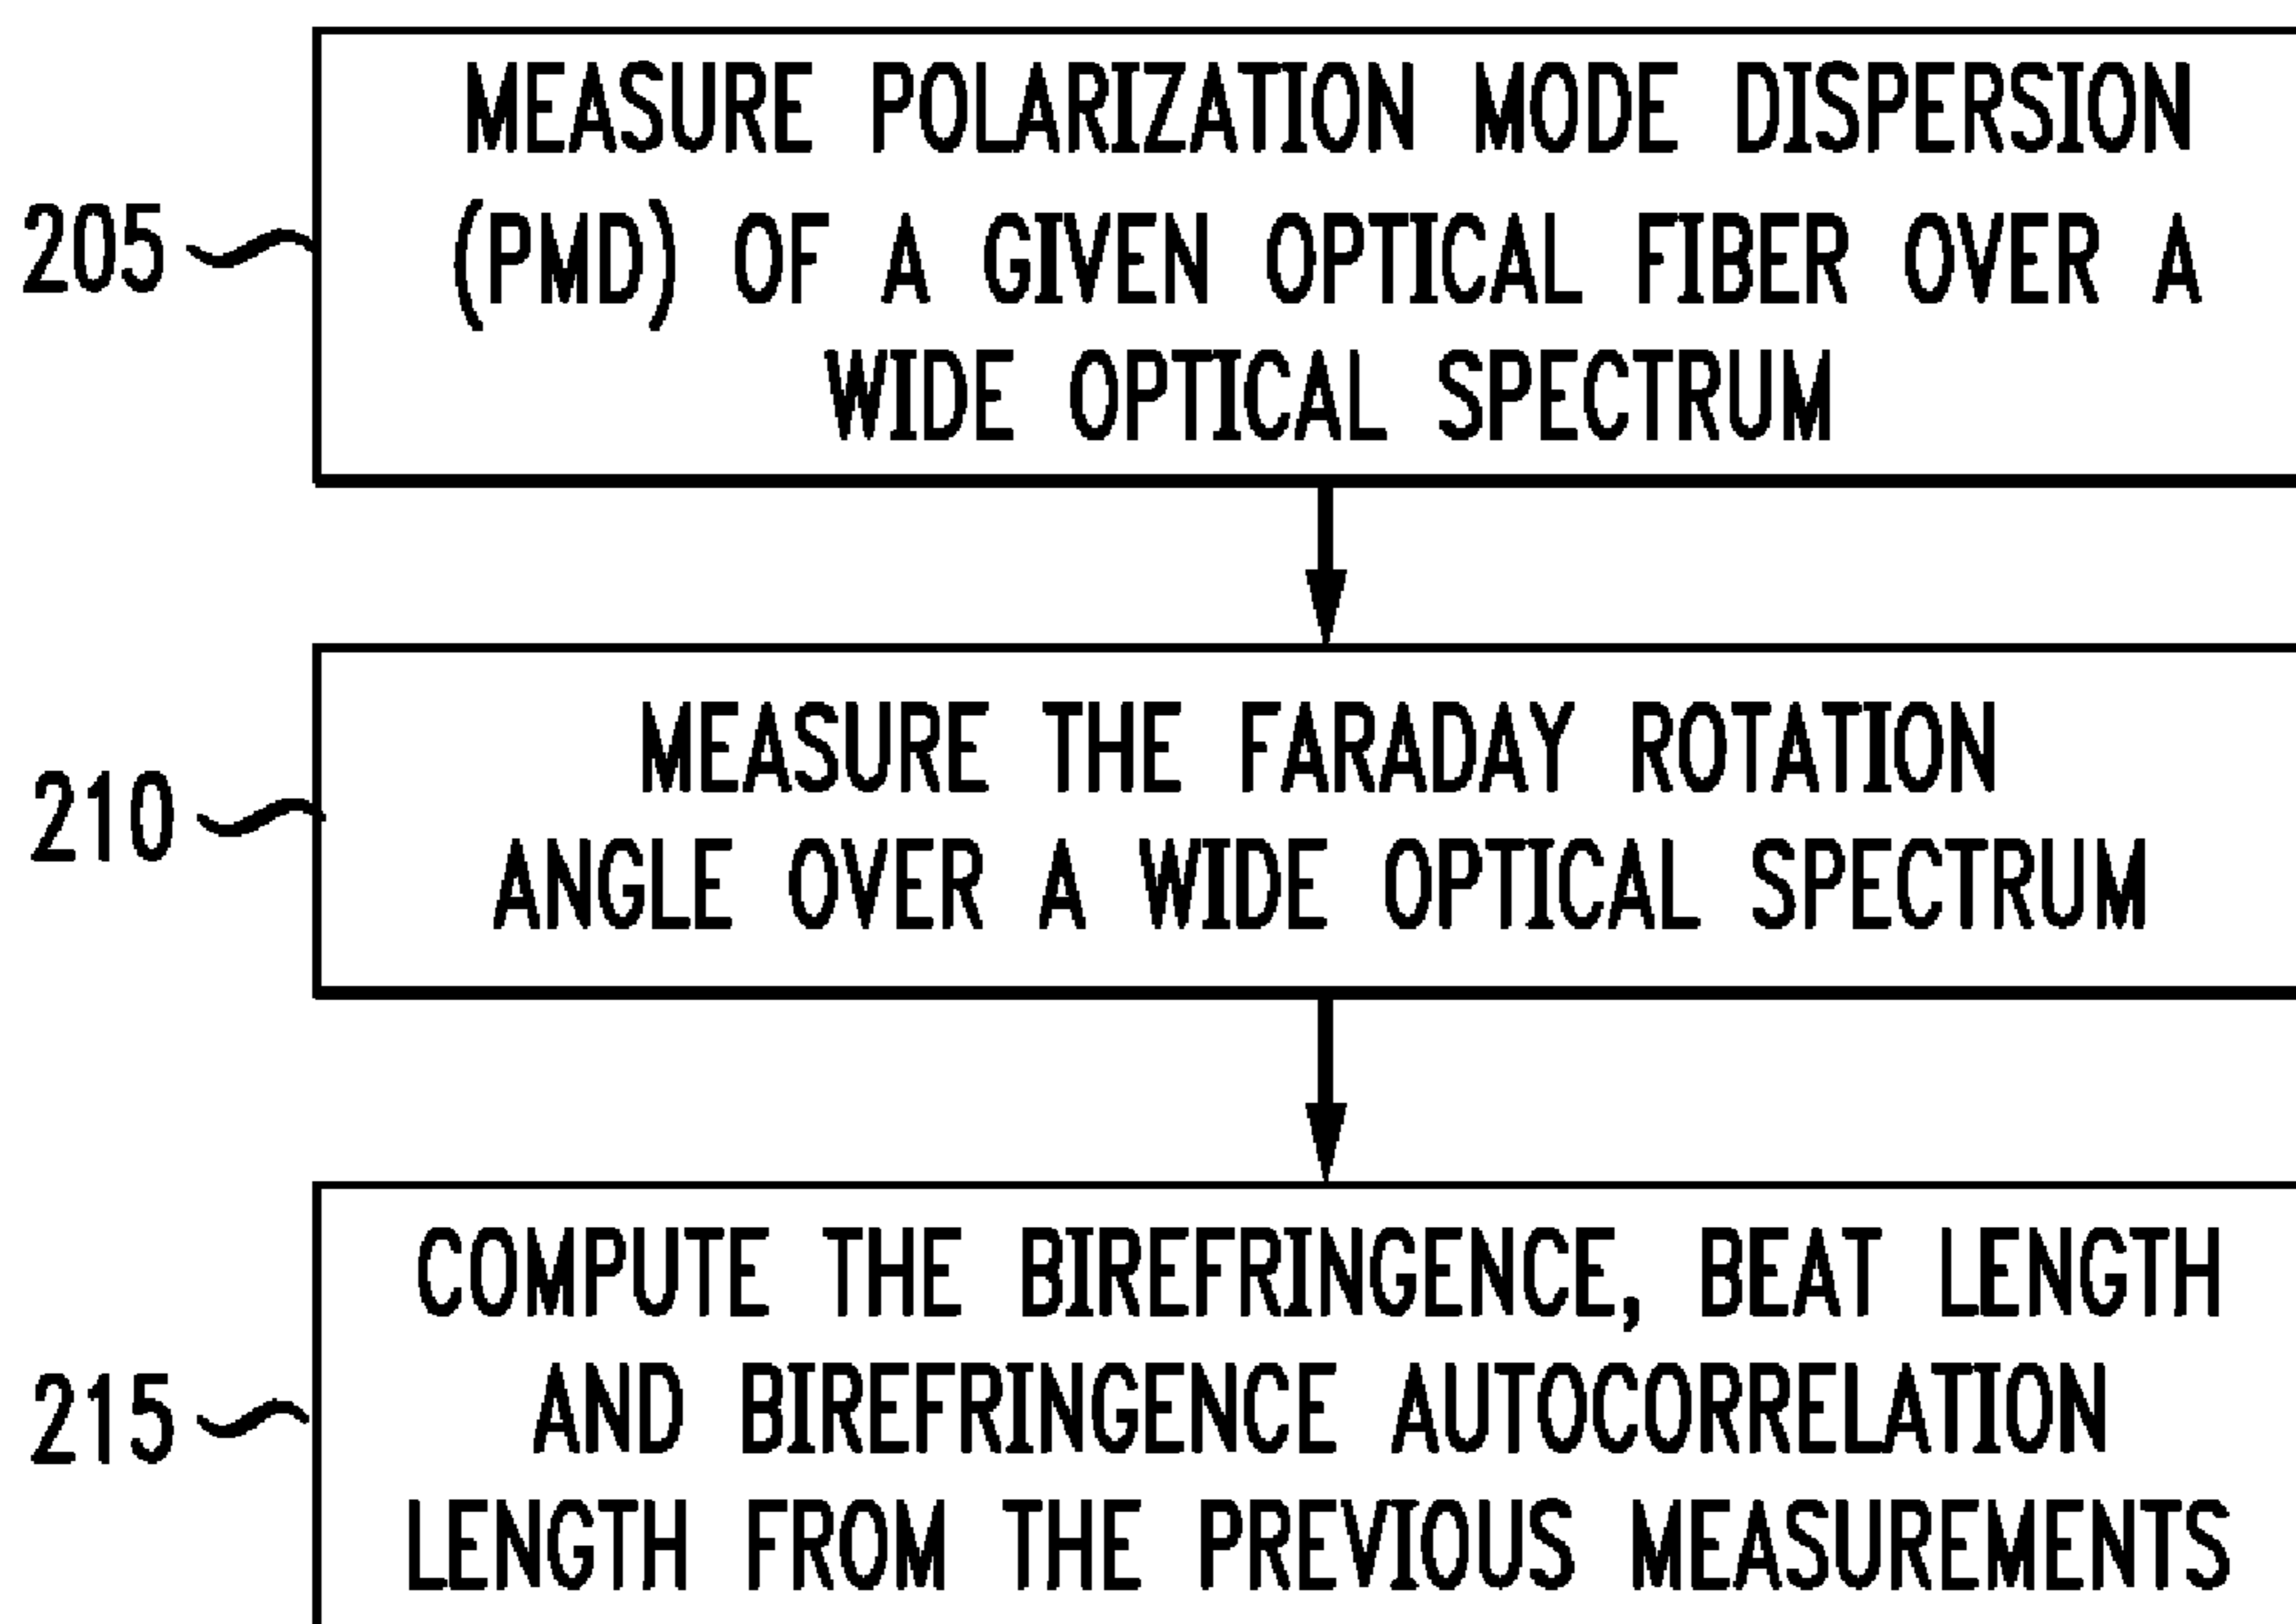 MEASURE POLARIZATION MODE DISPERSION
205 (PMD) OF A GIVEN OPTICAL FIBER OVER A
WIDE OPTICAL SPECTRUM
MEASURE THE FARADAY ROTATION
210
ANGLE OVER A WIDE OPTICAL SPECTRUM
COMPUTE THE BIREFRINGENCE, BEAT LENGTH
215 AND BIREFRINGENCE AUTOCORRELATION
LENGTH FROM THE PREVIOUS MEASUREMENTS